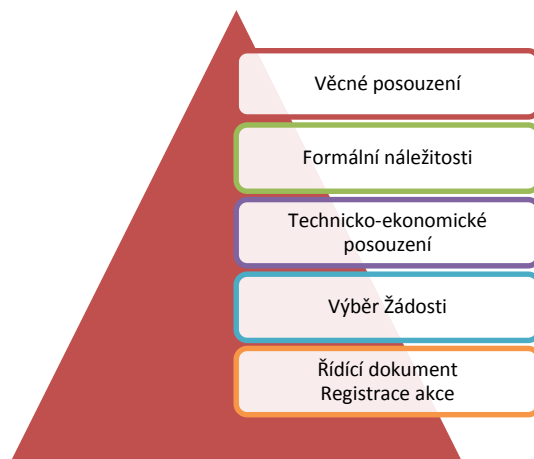 Věcné posouzení
Formální náležitosti
Technicko-ekonomické
posouzení
Výběr Žádosti
Řídící dokument
Registrace akce